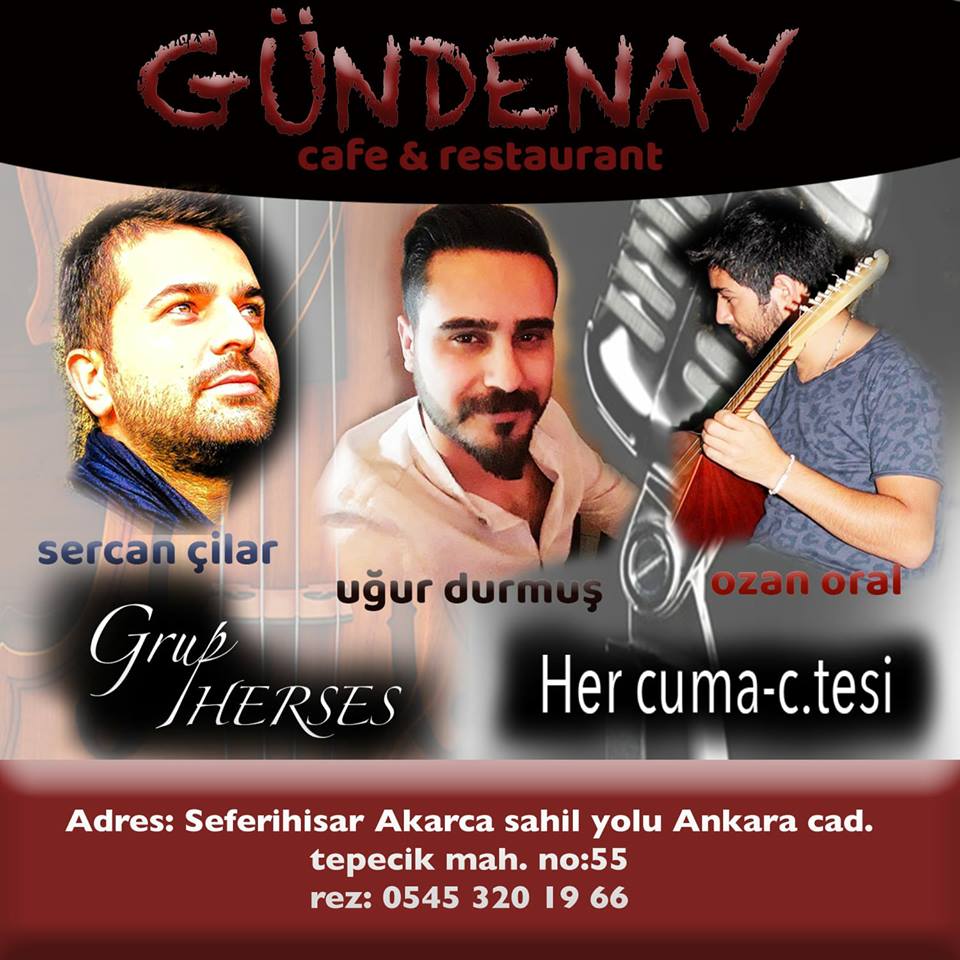 GÜNDENAY
cafe & restaurant
sercan çilar
uğur durmuş
ozan oral
Grup
HERSES
Her cuma-c.tesi
Adres: Seferihisar Akarca sahil yolu Ankara cad.
tepecik mah. no:55
rez: 0545 320 19 66